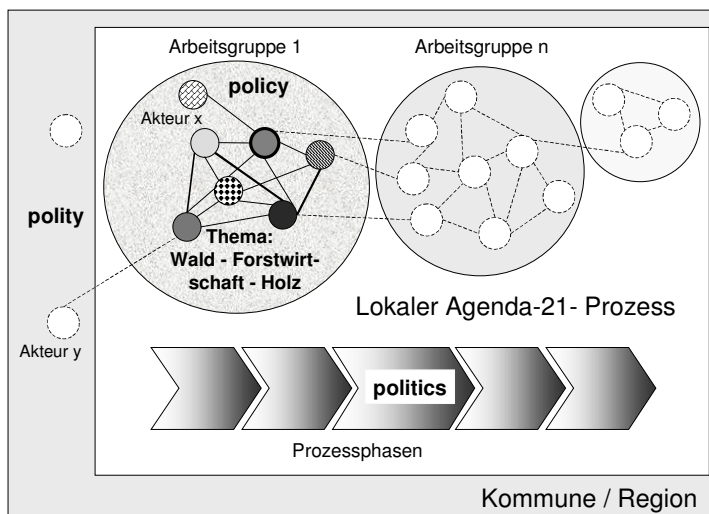 Arbeitsgruppe 1
Arbeitsgruppe n
policy
Akteur x
polity
Thema:
Wald - Forstwirt-
schaft - Holz
Lokaler Agenda-21- Prozess
Akteur y
politics
Prozessphasen
Kommune / Region